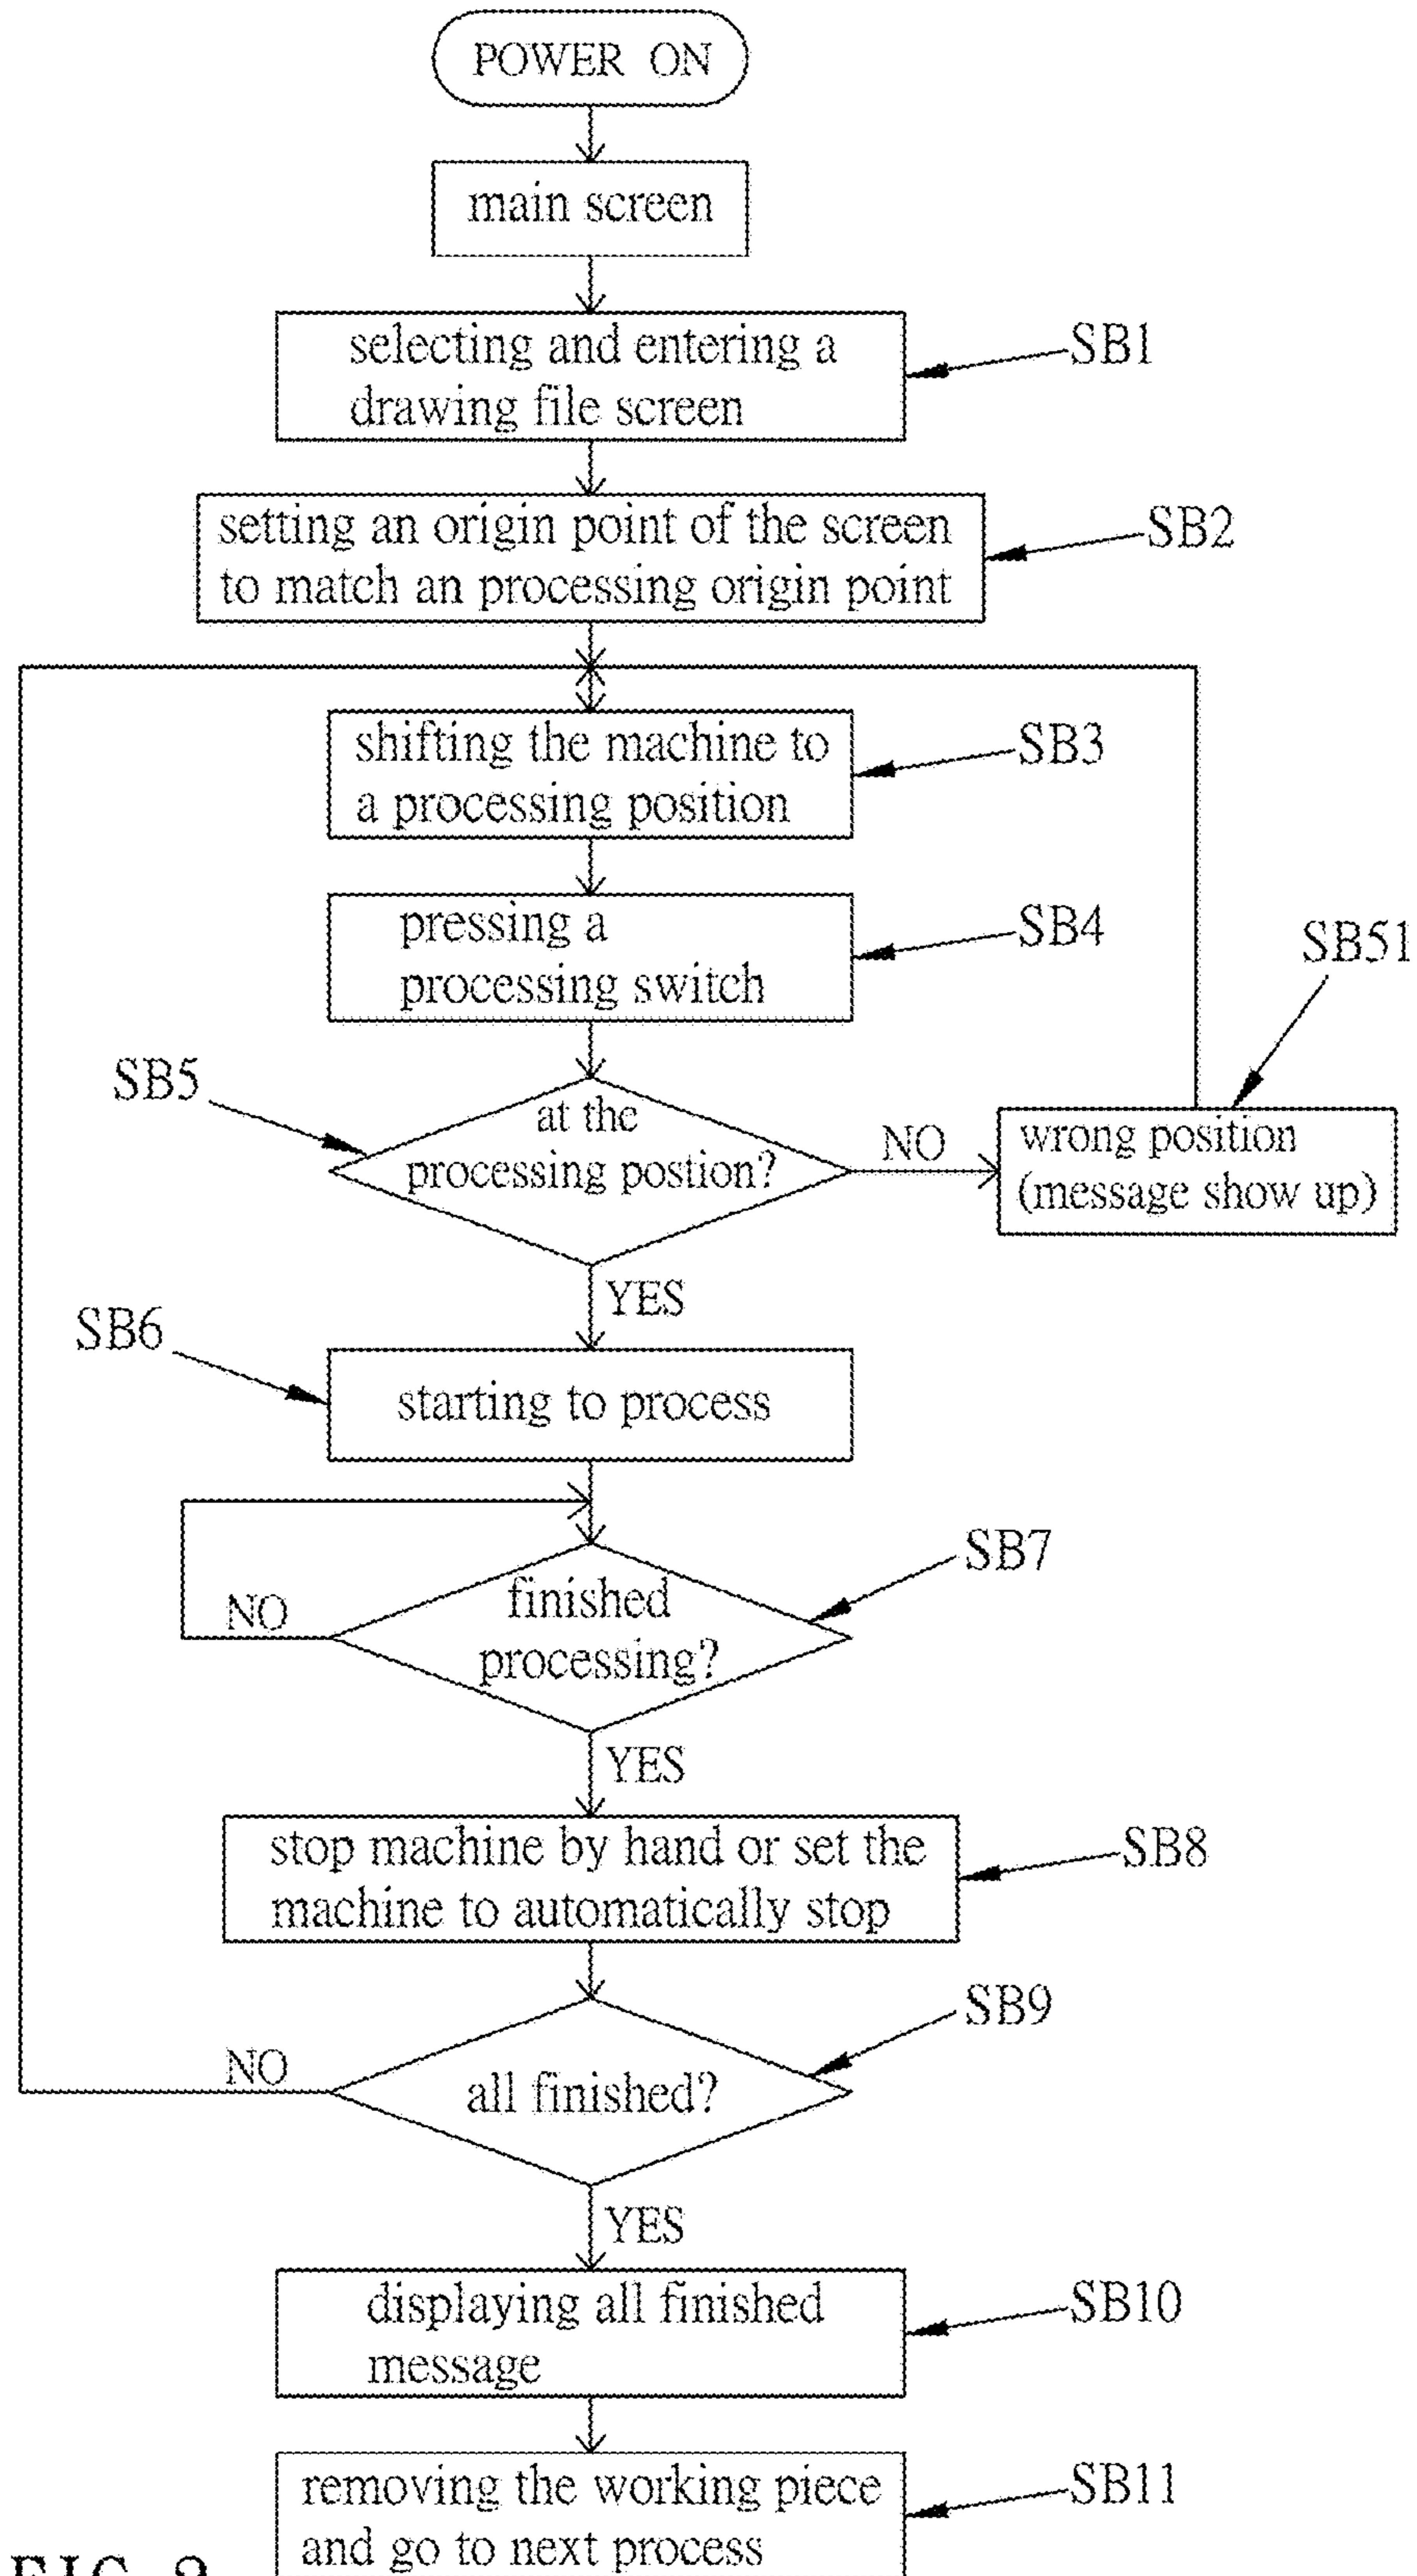 POWER ON
main screen
selecting and entering a
drawing file screen
SB1
setting an origin point of the screen
to match an processing origin point
SB2
shifting the machine to
a processing position
SB3
pressing a
processing switch
SB4
SB51
SB5
at the
processing postion?
NO
wrong position
(message show up)
YES
SB6
starting to process
SB7
finished
processing?
NO
YES
stop machine by hand or set the
machine to automatically stop
SB8
SB9
all finished?
NO
YES
displaying all finished
message
SB10
removing the working piece
and go to next process
SB11